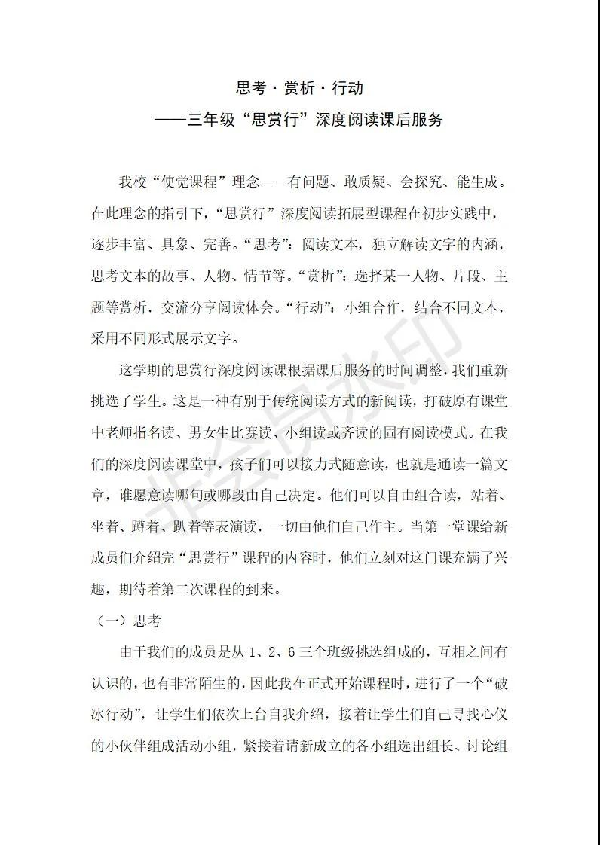 思考·赏析·行动
——三年级“思赏行”深度阅读课后服务
我校“使觉课程”理念——有问题、敢质疑、会探究、能生成。
在此理念的指引下，“思赏行”深度阅读拓展型课程在初步实践中，
逐步丰富、具象、完善。“思考”：阅读文本，独立解读文字的内涵，
思考文本的故事、人物、情节等。“赏析”：选择某一人物、片段、主
题等赏析，交流分享阅读体会。“行动”：小组合作，结合不同文本，
采用不同形式展示文字。
这学期的思赏行深度阅读课根据课后服务的时间调整，我们重新
挑选了学生。这是一种有别于传统阅读方式的新阅读，打破原有课堂
中老师指名读、男女生比赛读、小组读或齐读的固有阅读模式。在我
们的深度阅读课堂中，孩子们可以接力式随意读，也就是通读一篇文
章，谁愿意读哪句或哪段由自己决定。他们可以自由组合读，站着、
坐着、蹲着、趴着等表演读，一切由他们自己作主。当第一堂课给新
成员们介绍完“思赏行”课程的内容时，他们立刻对这门课充满了兴
趣，期待着第二次课程的到来。
（一）思考
由于我们的成员是从 1、2、6 三个班级挑选组成的，互相之间有
认识的，也有非常陌生的，因此我在正式开始课程时，进行了一个“破
冰行动”，让学生们依次上台自我介绍，接着让学生们自己寻找心仪
的小伙伴组成活动小组，紧接着请新成立的各小组选出组长、讨论组
非会员水印